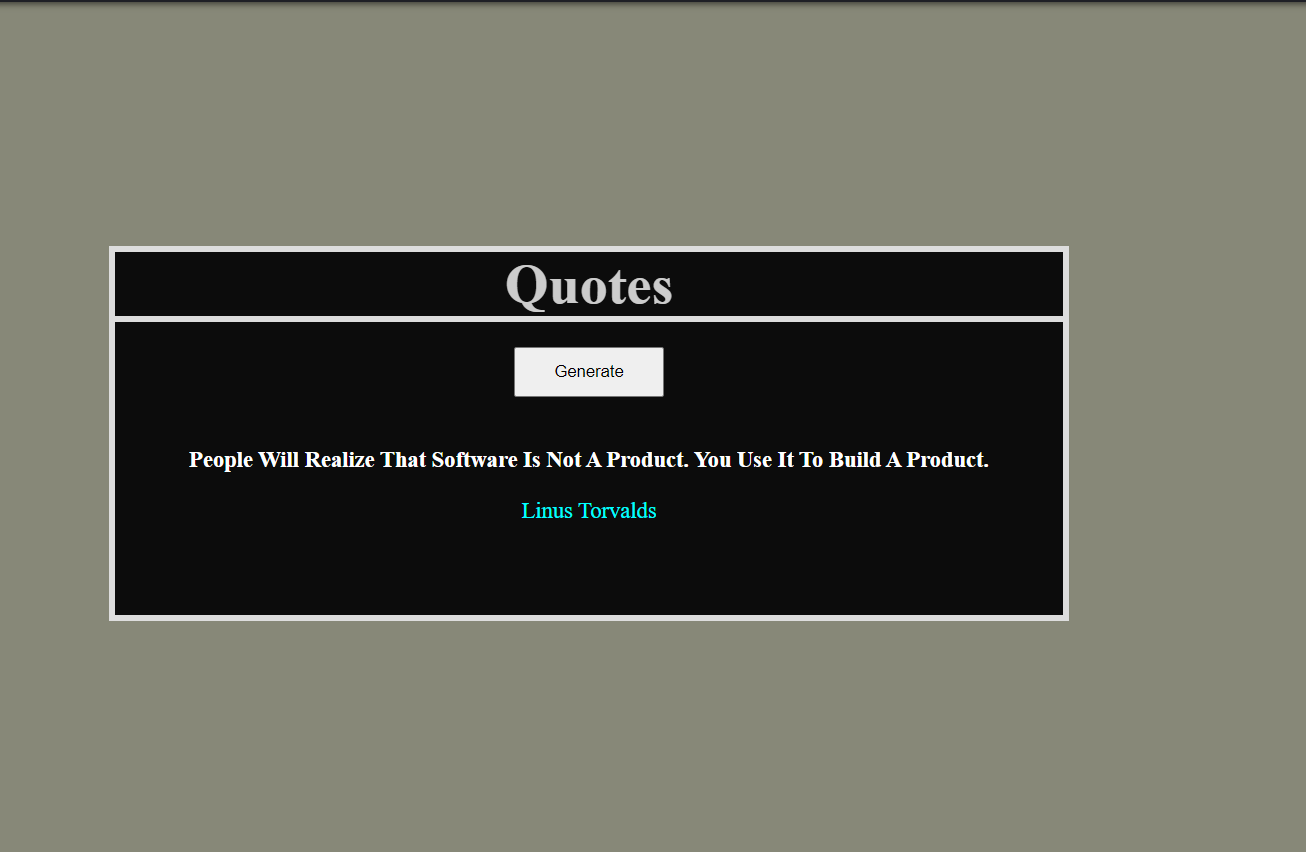 Quotes
Generate
People Will Realize That Software Is Not A Product. You Use It To Build A Product.
Linus Torvalds